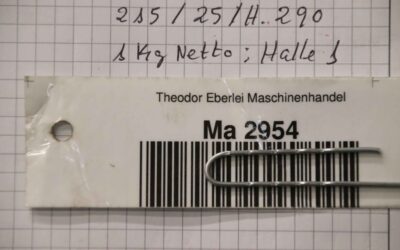 215 / 25 / H.. 290
1 Kg Netto ; Halle 1
Theodor Eberlei Maschinenhandel
Ma 2954